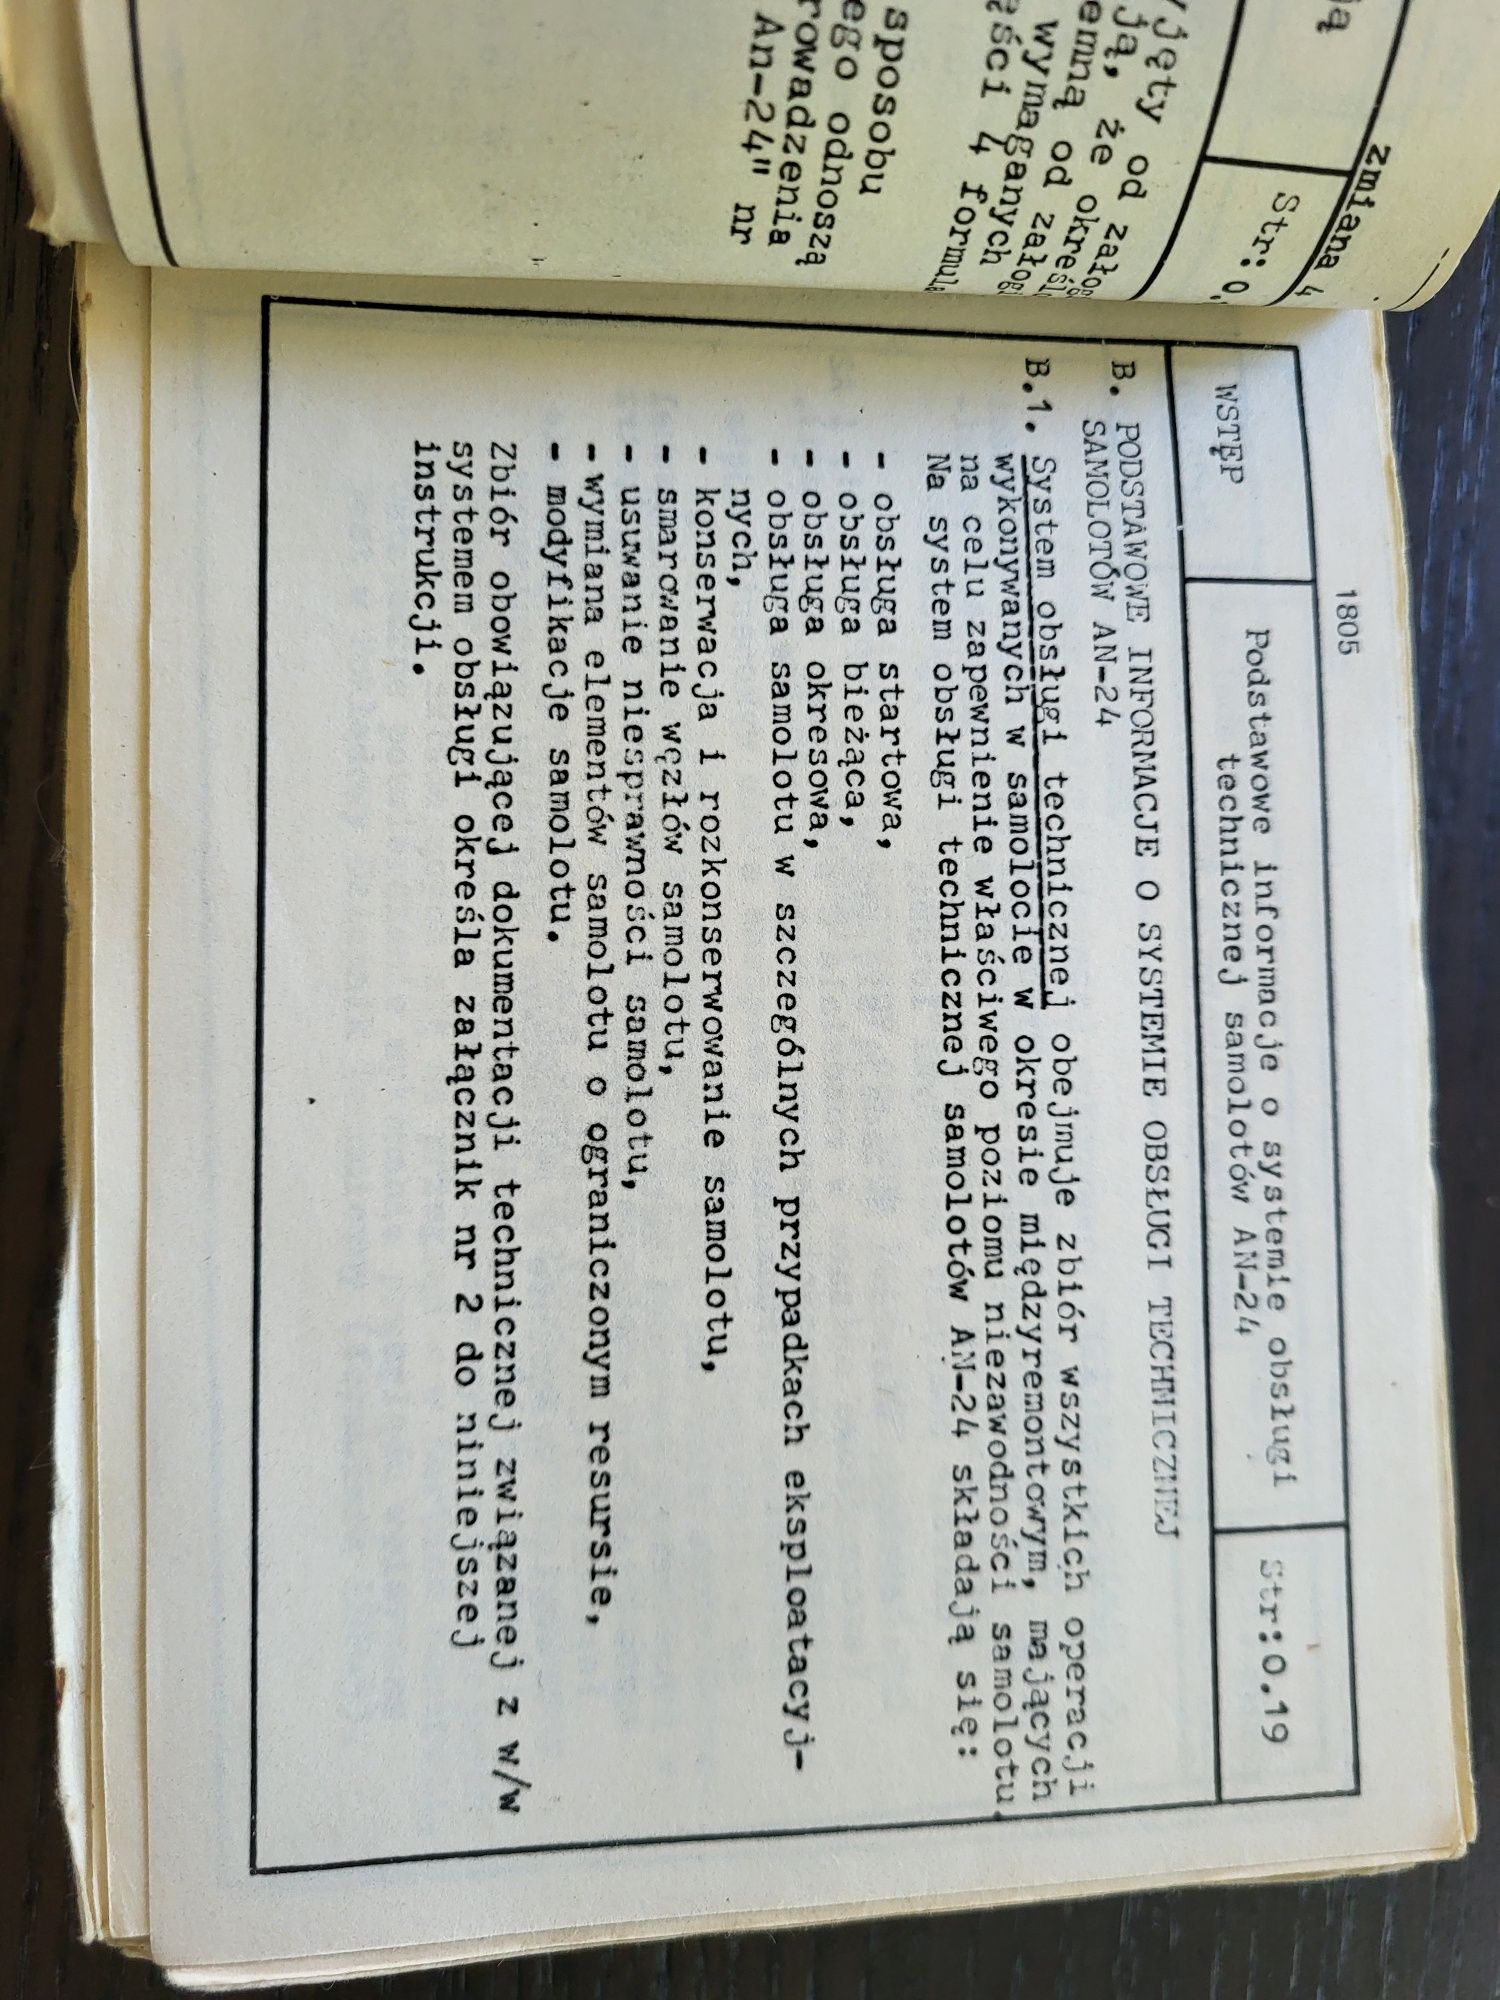 ją
zmiana 4
Str: 0.
yjęty od załog
ją, że określ
emną od załogi
wymaganych
ęści 4 formula
sposobu
ego odnoszą
rowadzenia
An-24" nr
1805
WSTĘP
Podstawowe informacje o systemie obsługi
technicznej samolotów AN-24
Str:0.19
B. PODSTAWOWE INFORMACJE O SYSTEMIE OBSŁUGI TECHNICZNEJ
SAMOLOTÓW AN-24
B.1. System obsługi technicznej obejmuje zbiór wszystkich operacji
wykonywanych w samolocie w okresie międzyremontowym, mających
na celu zapewnienie właściwego poziomu niezawodności samolotu.
Na system obsługi technicznej samolotów AN-24 składają się:
- obsługa startowa,
- obsługa bieżąca,
- obsługa okresowa,
- obsługa samolotu w szczególnych przypadkach eksploatacyj-
nych,
- konserwacja i rozkonserwowanie samolotu,
- smarowanie węzłów samolotu,
- usuwanie niesprawności samolotu,
- wymiana elementów samolotu o ograniczonym resursie,
- modyfikacje samolotu.
Zbiór obowiązującej dokumentacji technicznej związanej z w/w
systemem obsługi określa załącznik nr 2 do niniejszej
instrukcji.